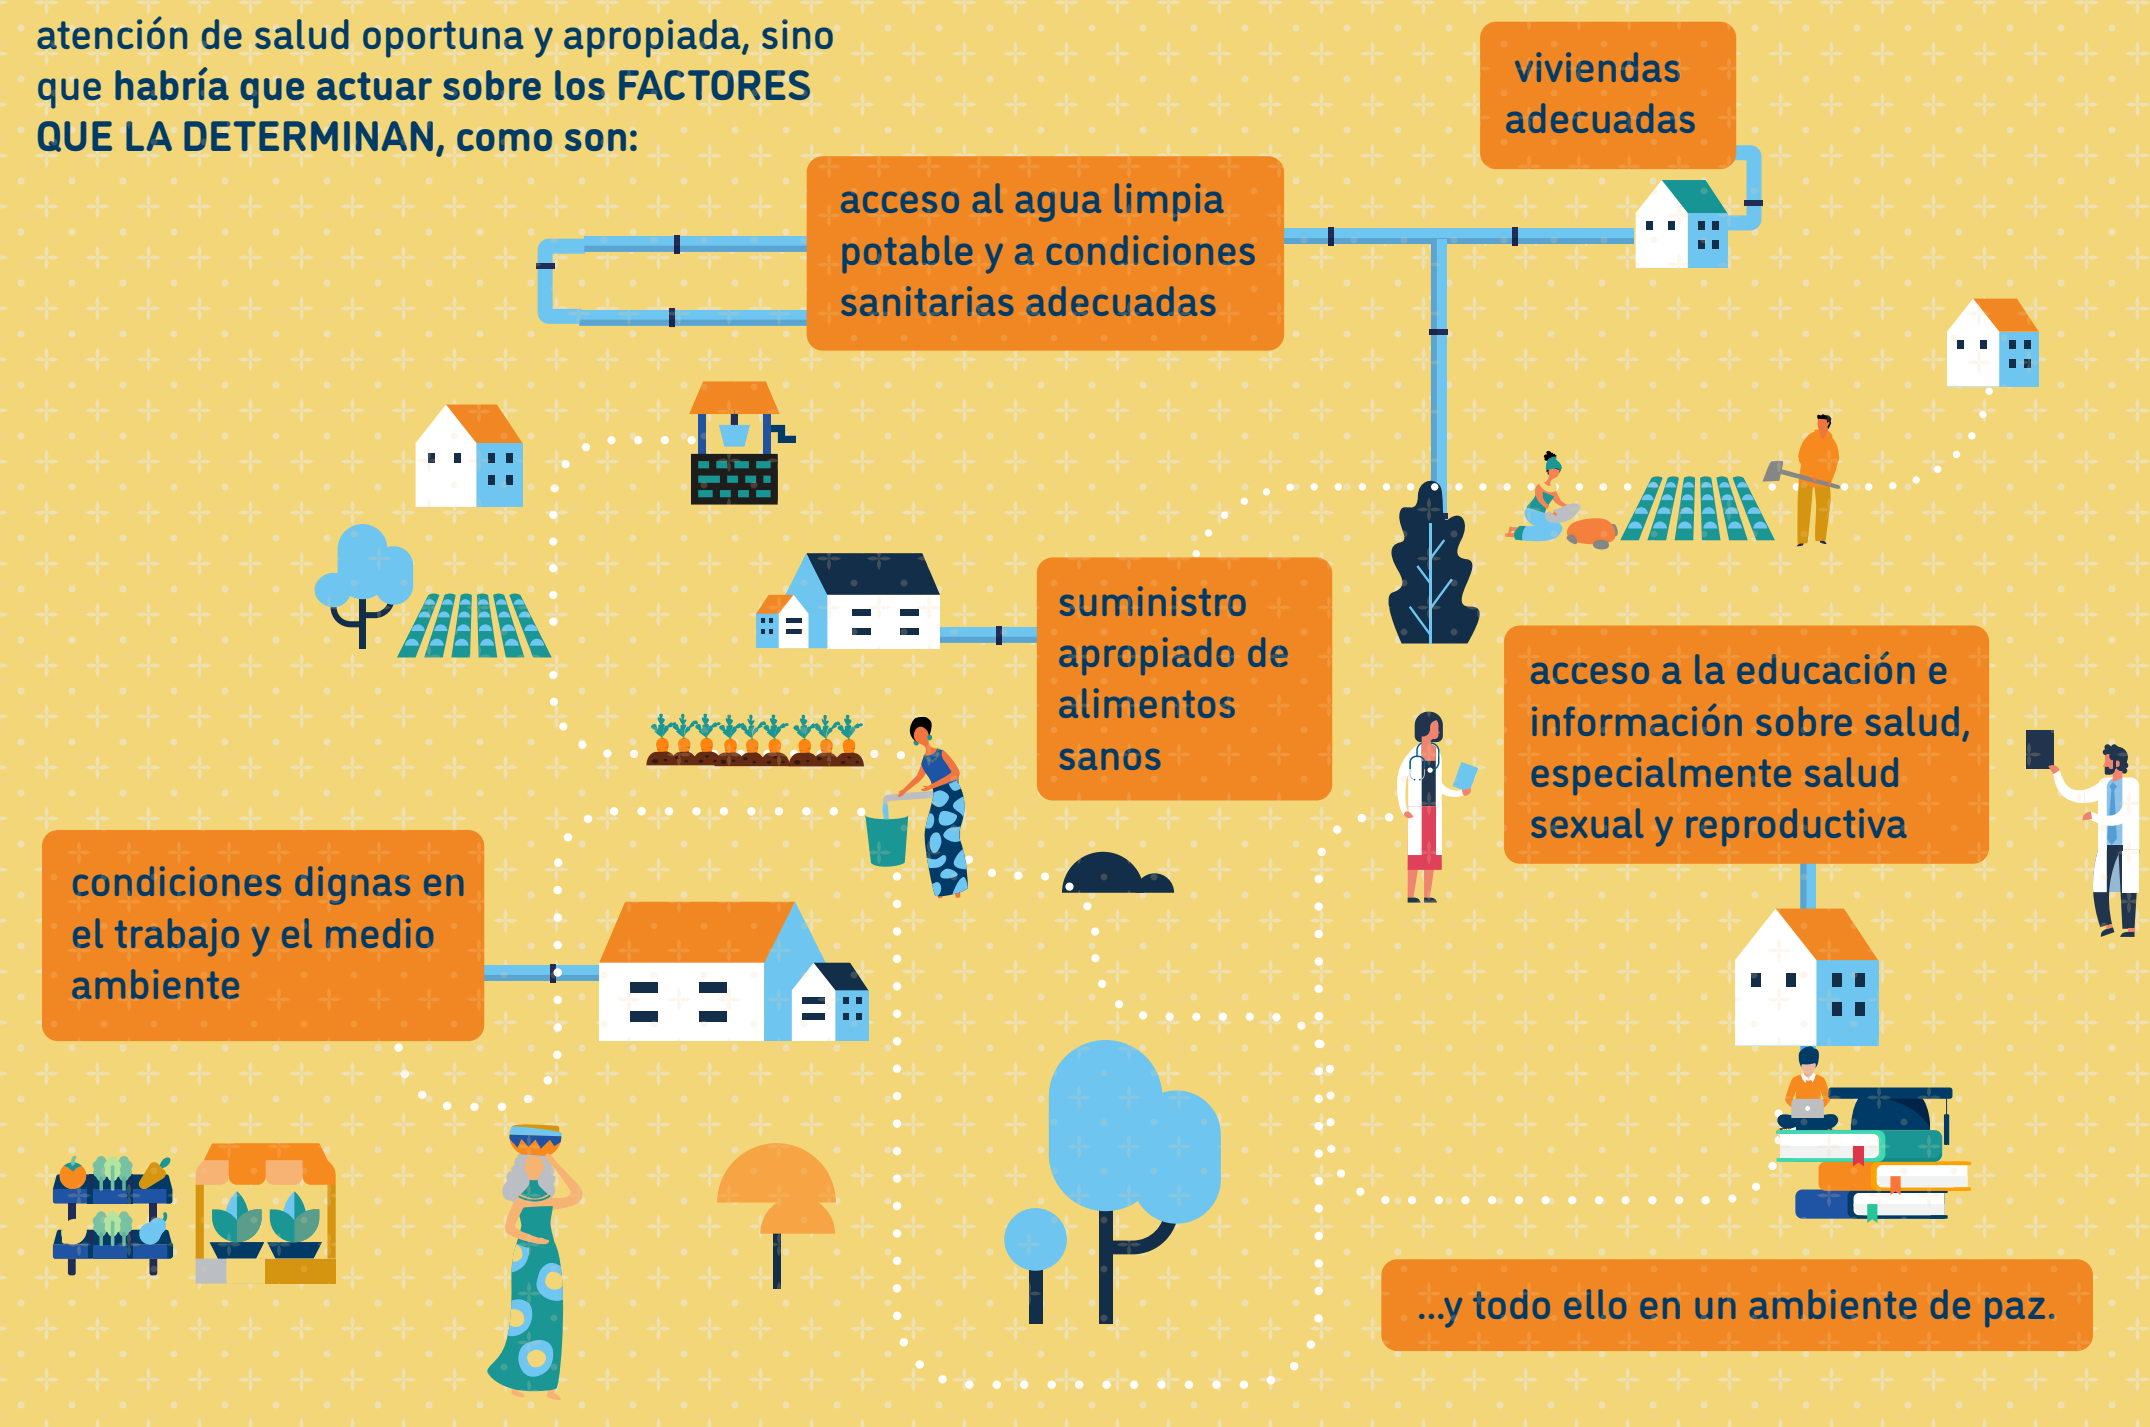 atención de salud oportuna y apropiada, sino
que habría que actuar sobre los FACTORES
QUE LA DETERMINAN, como son:
viviendas
adecuadas
acceso al agua limpia
potable y a condiciones
sanitarias adecuadas
suministro
apropiado de
alimentos
sanos
acceso a la educación e
información sobre salud,
especialmente salud
sexual y reproductiva
condiciones dignas en
el trabajo y el medio
ambiente
...y todo ello en un ambiente de paz.